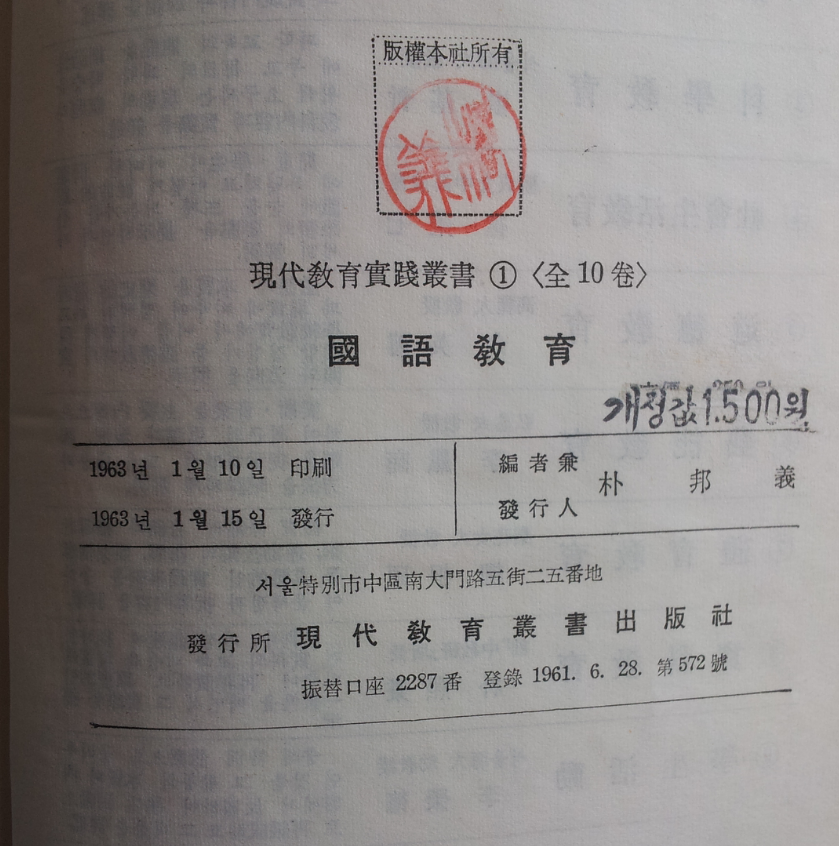 版權本社所有
現代敎育實踐叢書 ① 〈全 10 卷〉
國語敎育
개정값 1.500원
1963년 1월 10일 印刷
1963년 1월 15일 發行
編者兼
發行人
朴邦義
서울特別市中區南大門路五街二五番地
發行所 現代敎育叢書出版社
振替口座 2287番 登錄 1961. 6. 28. 第572號